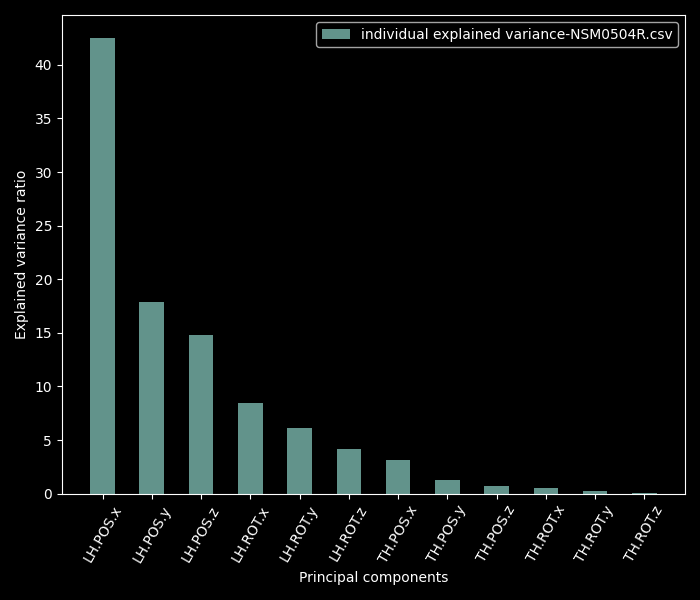 individual explained variance-NSM0504R.csv
Explained variance ratio
40
35
30
25
20
15
10
5
0
LH.POS.x
LH.POS.y
LH.POS.z
LH.ROT.x
LH.ROT.y
LH.ROT.z
TH.POS.x
TH.POS.y
TH.POS.z
TH.ROT.x
TH.ROT.y
TH.ROT.z
Principal components